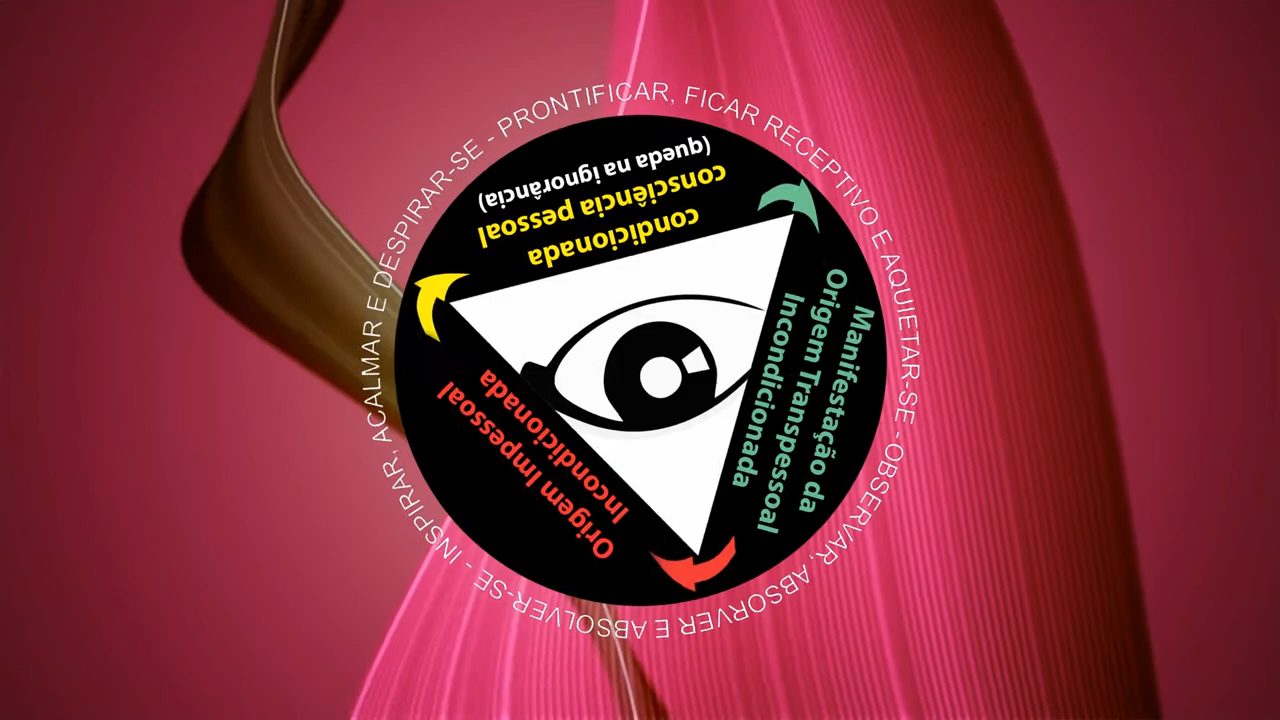 PRONTIFICAR, FICAR RECEPTIVO E AQUIETAR-SE - OBSERVAR, ABSORVER E ABSOLVER-SE - INSPIRAR, ACALMAR E DESPIRAR-SE -
condicionada
consciência pessoal
(queda na ignorância)
Manifestação da
Origem Transpessoal
Incondicionada
Origem Impessoal
Incondicionada